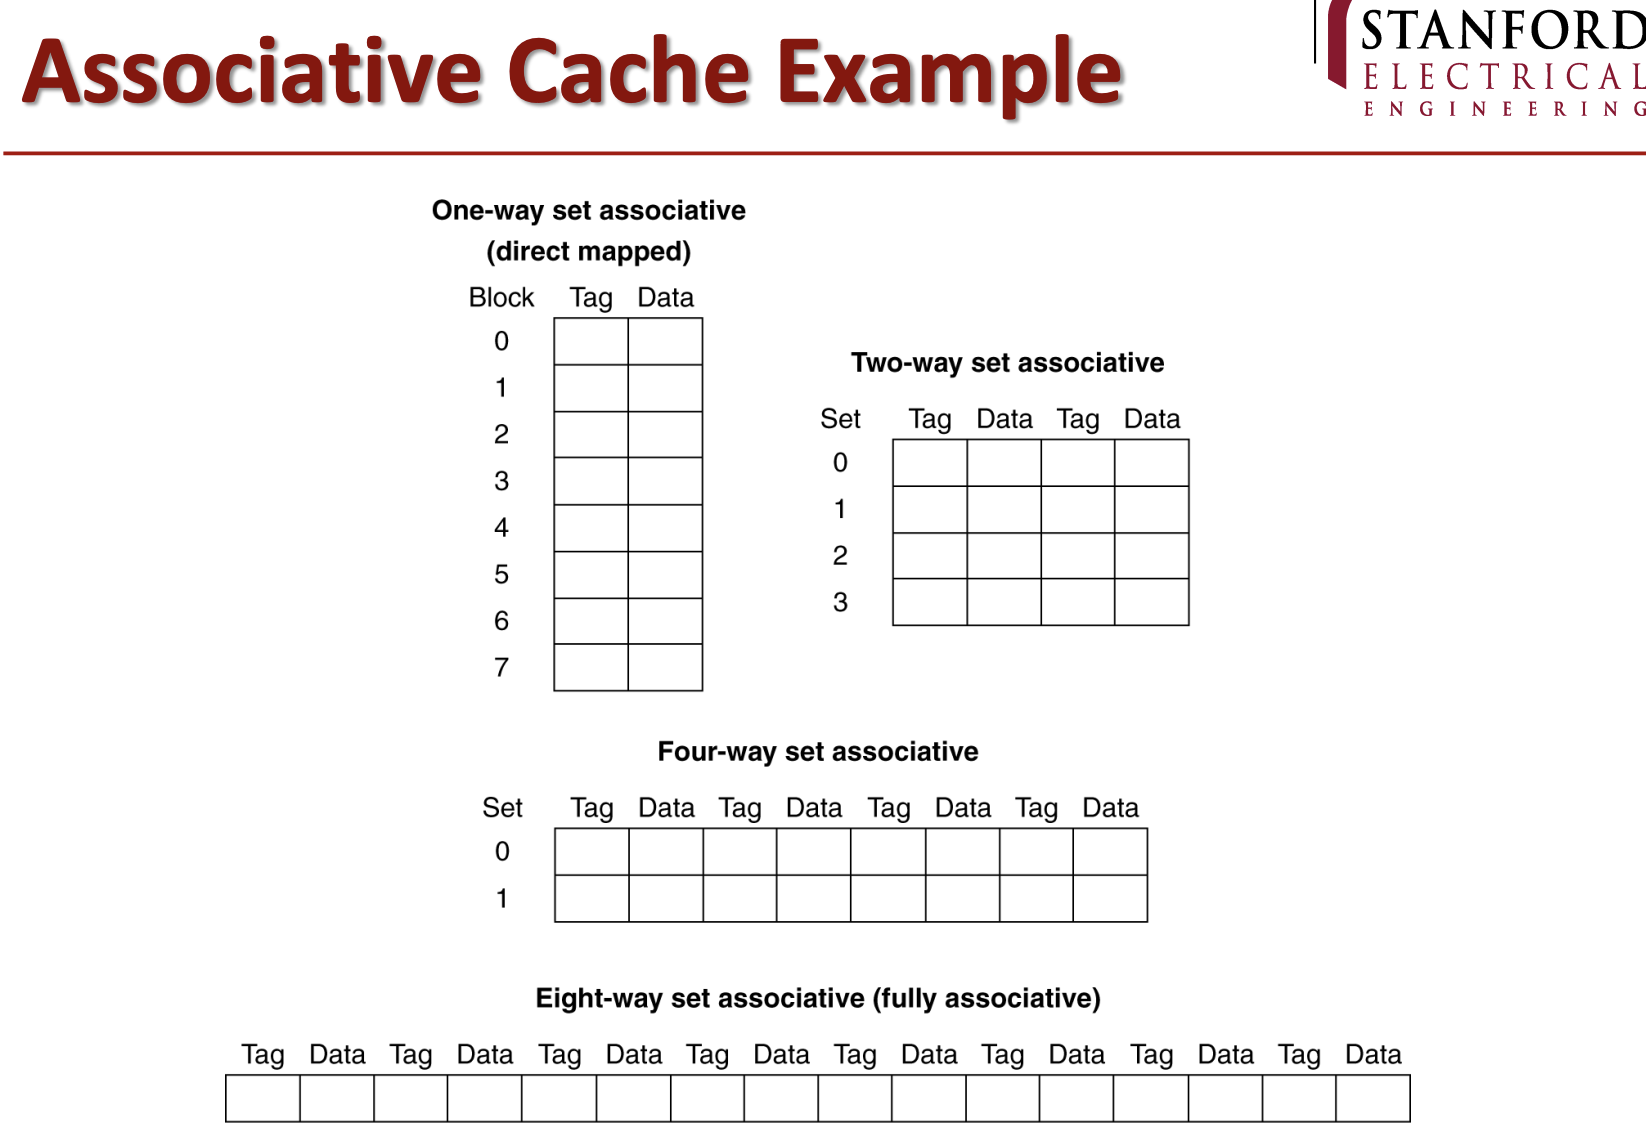 Associative Cache Example
STANFORD
ELECTRICAL
ENGINEERING
One-way set associative
(direct mapped)
Block Tag Data
0
1
2
3
4
5
6
7
Two-way set associative
Set Tag Data Tag Data
0
1
2
3
Four-way set associative
Set Tag Data Tag Data Tag Data Tag Data
0
1
Eight-way set associative (fully associative)
Tag Data Tag Data Tag Data Tag Data Tag Data Tag Data Tag Data Tag Data